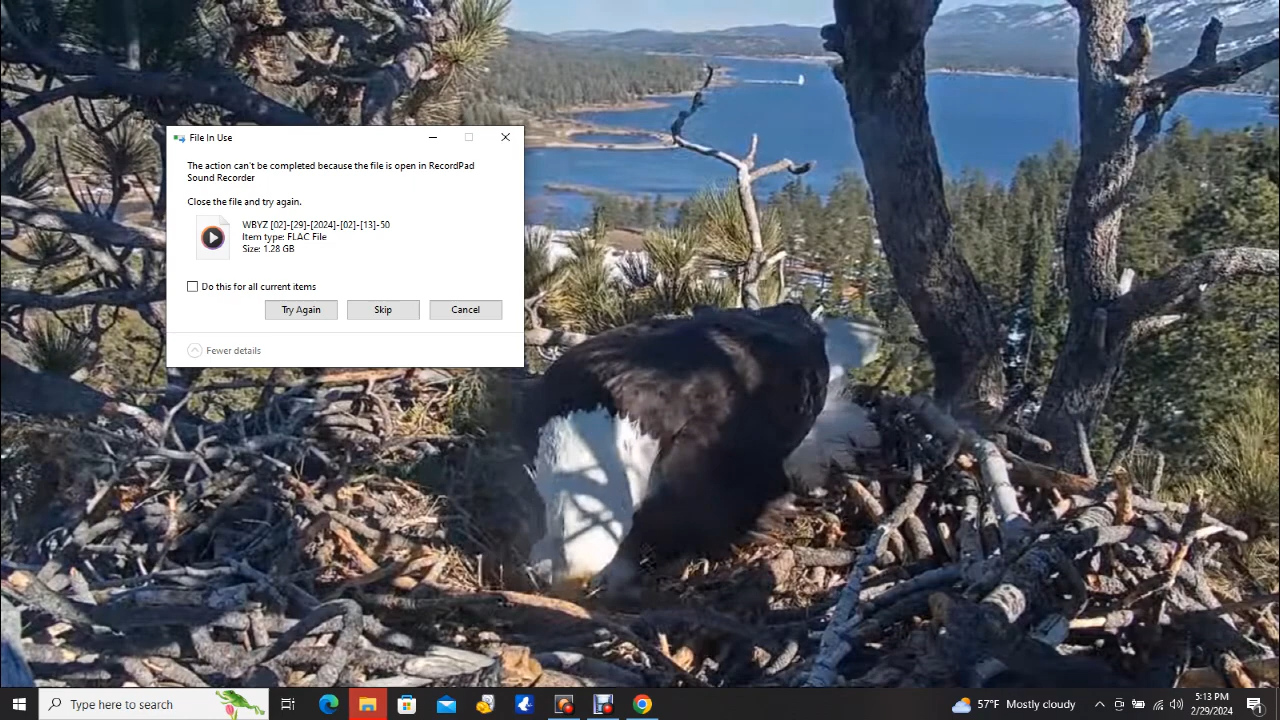 File In Use
The action can't be completed because the file is open in RecordPad
Sound Recorder
Close the file and try again.
WBYZ [02]-[29]-[2024]-[02]-[13]-50
Item type: FLAC File
Size: 1.28 GB
Do this for all current items
Try Again
Skip
Cancel
Fewer details
Type here to search
57°F Mostly cloudy
5:13 PM
2/29/2024
1